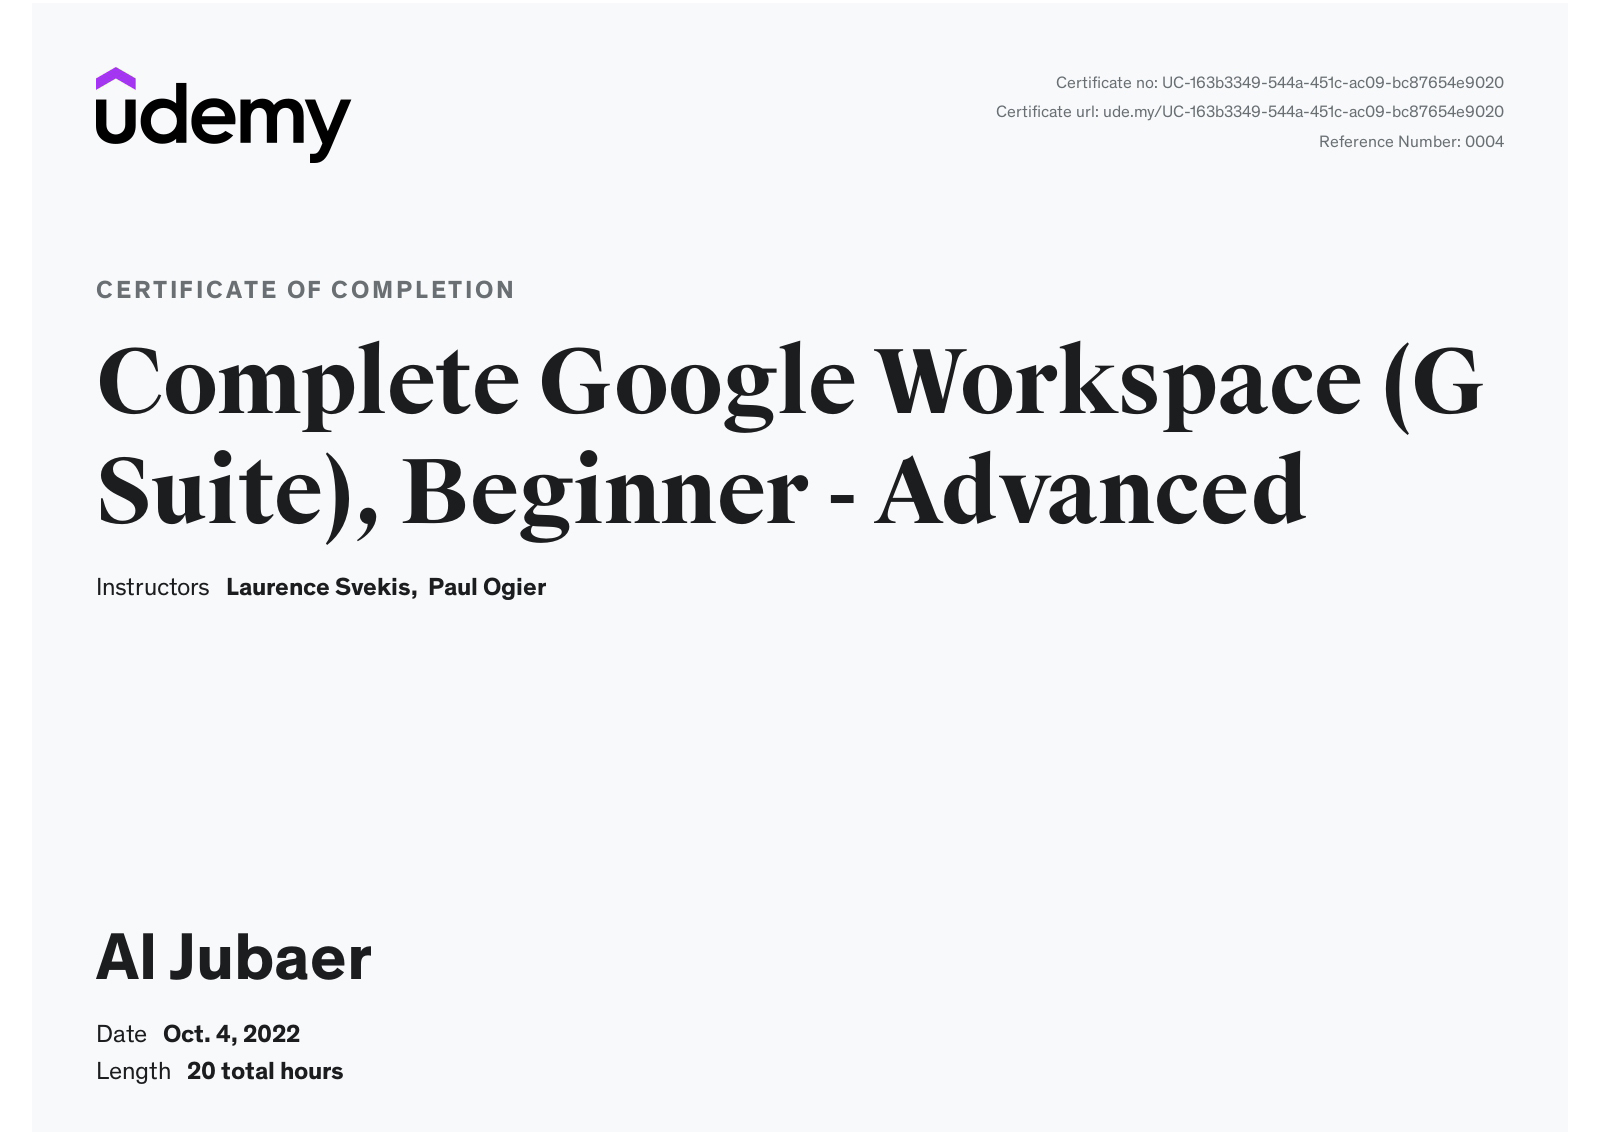 udemy
Certificate no: UC-163b3349-544a-451c-ac09-bc87654e9020
Certificate url: ude.my/UC-163b3349-544a-451c-ac09-bc87654e9020
Reference Number: 0004
CERTIFICATE OF COMPLETION
Complete Google Workspace (G
Suite), Beginner - Advanced
Instructors Laurence Svekis, Paul Ogier
Al Jubaer
Date Oct. 4, 2022
Length 20 total hours